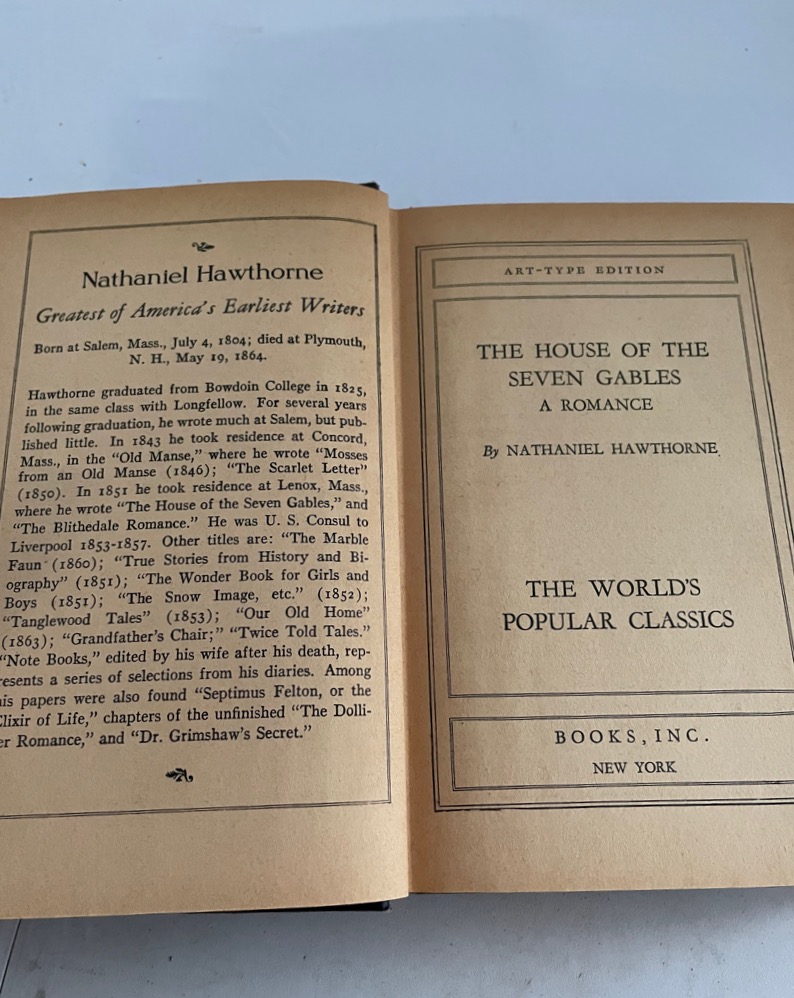 Nathaniel Hawthorne
Greatest of America's Earliest Writers
Born at Salem, Mass., July 4, 1804; died at Plymouth,
N. H., May 19, 1864.
Hawthorne graduated from Bowdoin College in 1825,
in the same class with Longfellow. For several years
following graduation, he wrote much at Salem, but pub-
lished little. In 1843 he took residence at Concord,
Mass., in the "Old Manse," where he wrote "Mosses
from an Old Manse (1846); "The Scarlet Letter"
(1850). In 1851 he took residence at Lenox, Mass.,
where he wrote "The House of the Seven Gables," and
"The Blithedale Romance." He was U. S. Consul to
Liverpool 1853-1857. Other titles are: "The Marble
Faun (1860); "True Stories from History and Bi-
ography" (1851); "The Wonder Book for Girls and
Boys (1851); "The Snow Image, etc." (1852);
"Tanglewood Tales" (1853); "Our Old Home"
(1863); "Grandfather's Chair;" "Twice Told Tales."
"Note Books," edited by his wife after his death, rep-
resents a series of selections from his diaries. Among
his papers were also found "Septimus Felton, or the
Elixir of Life," chapters of the unfinished "The Dolli-
er Romance," and "Dr. Grimshaw's Secret."
ART-TYPE EDITION
THE HOUSE OF THE
SEVEN GABLES
A ROMANCE
By NATHANIEL HAWTHORNE
THE WORLD'S
POPULAR CLASSICS
BOOKS, INC.
NEW YORK